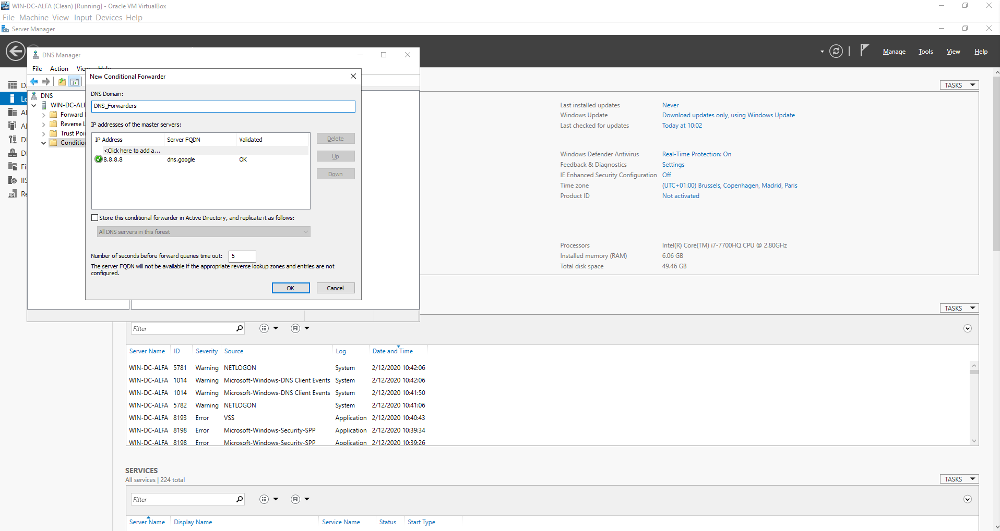 WIN-DC-ALFA (Clean) [Running] - Oracle VM VirtualBox
File Machine View Input Devices Help
Server Manager
Manage Tools View Help
DNS Manager
File Action View Help
New Conditional Forwarder
DNS Domain:
DNS_Forwarders
IP addresses of the master servers:
IP Address Server FQDN Validated
<Click here to add a...
8.8.8.8 dns.google OK
Delete
Up
Down
Store this conditional forwarder in Active Directory, and replicate it as follows:
All DNS servers in this forest
Number of seconds before forward queries time out: 5
The server FQDN will not be available if the appropriate reverse lookup zones and entries are not
configured.
OK Cancel
DNS
WIN-DC-ALF
Forward
Reverse L
Trust Poi
Conditio
TASKS
Last installed updates Never
Windows Update Download updates only, using Windows Update
Last checked for updates Today at 10:02
Windows Defender Antivirus Real-Time Protection: On
Feedback & Diagnostics Settings
IE Enhanced Security Configuration Off
Time zone (UTC+01:00) Brussels, Copenhagen, Madrid, Paris
Product ID Not activated
Processors Intel(R) Core(TM) i7-7700HQ CPU @ 2.80GHz
Installed memory (RAM) 6.06 GB
Total disk space 49.46 GB
TASKS
Filter
Server Name ID Severity Source Log Date and Time
WIN-DC-ALFA 5781 Warning NETLOGON System 2/12/2020 10:42:06
WIN-DC-ALFA 1014 Warning Microsoft-Windows-DNS Client Events System 2/12/2020 10:42:06
WIN-DC-ALFA 1014 Warning Microsoft-Windows-DNS Client Events System 2/12/2020 10:41:50
WIN-DC-ALFA 5782 Warning NETLOGON System 2/12/2020 10:41:06
WIN-DC-ALFA 8193 Error VSS Application 2/12/2020 10:40:43
WIN-DC-ALFA 8198 Error Microsoft-Windows-Security-SPP Application 2/12/2020 10:39:34
WIN-DC-ALFA 8198 Error Microsoft-Windows-Security-SPP Application 2/12/2020 10:39:26
SERVICES
All services | 224 total
TASKS
Filter
Server Name Display Name Service Name Status Start Type